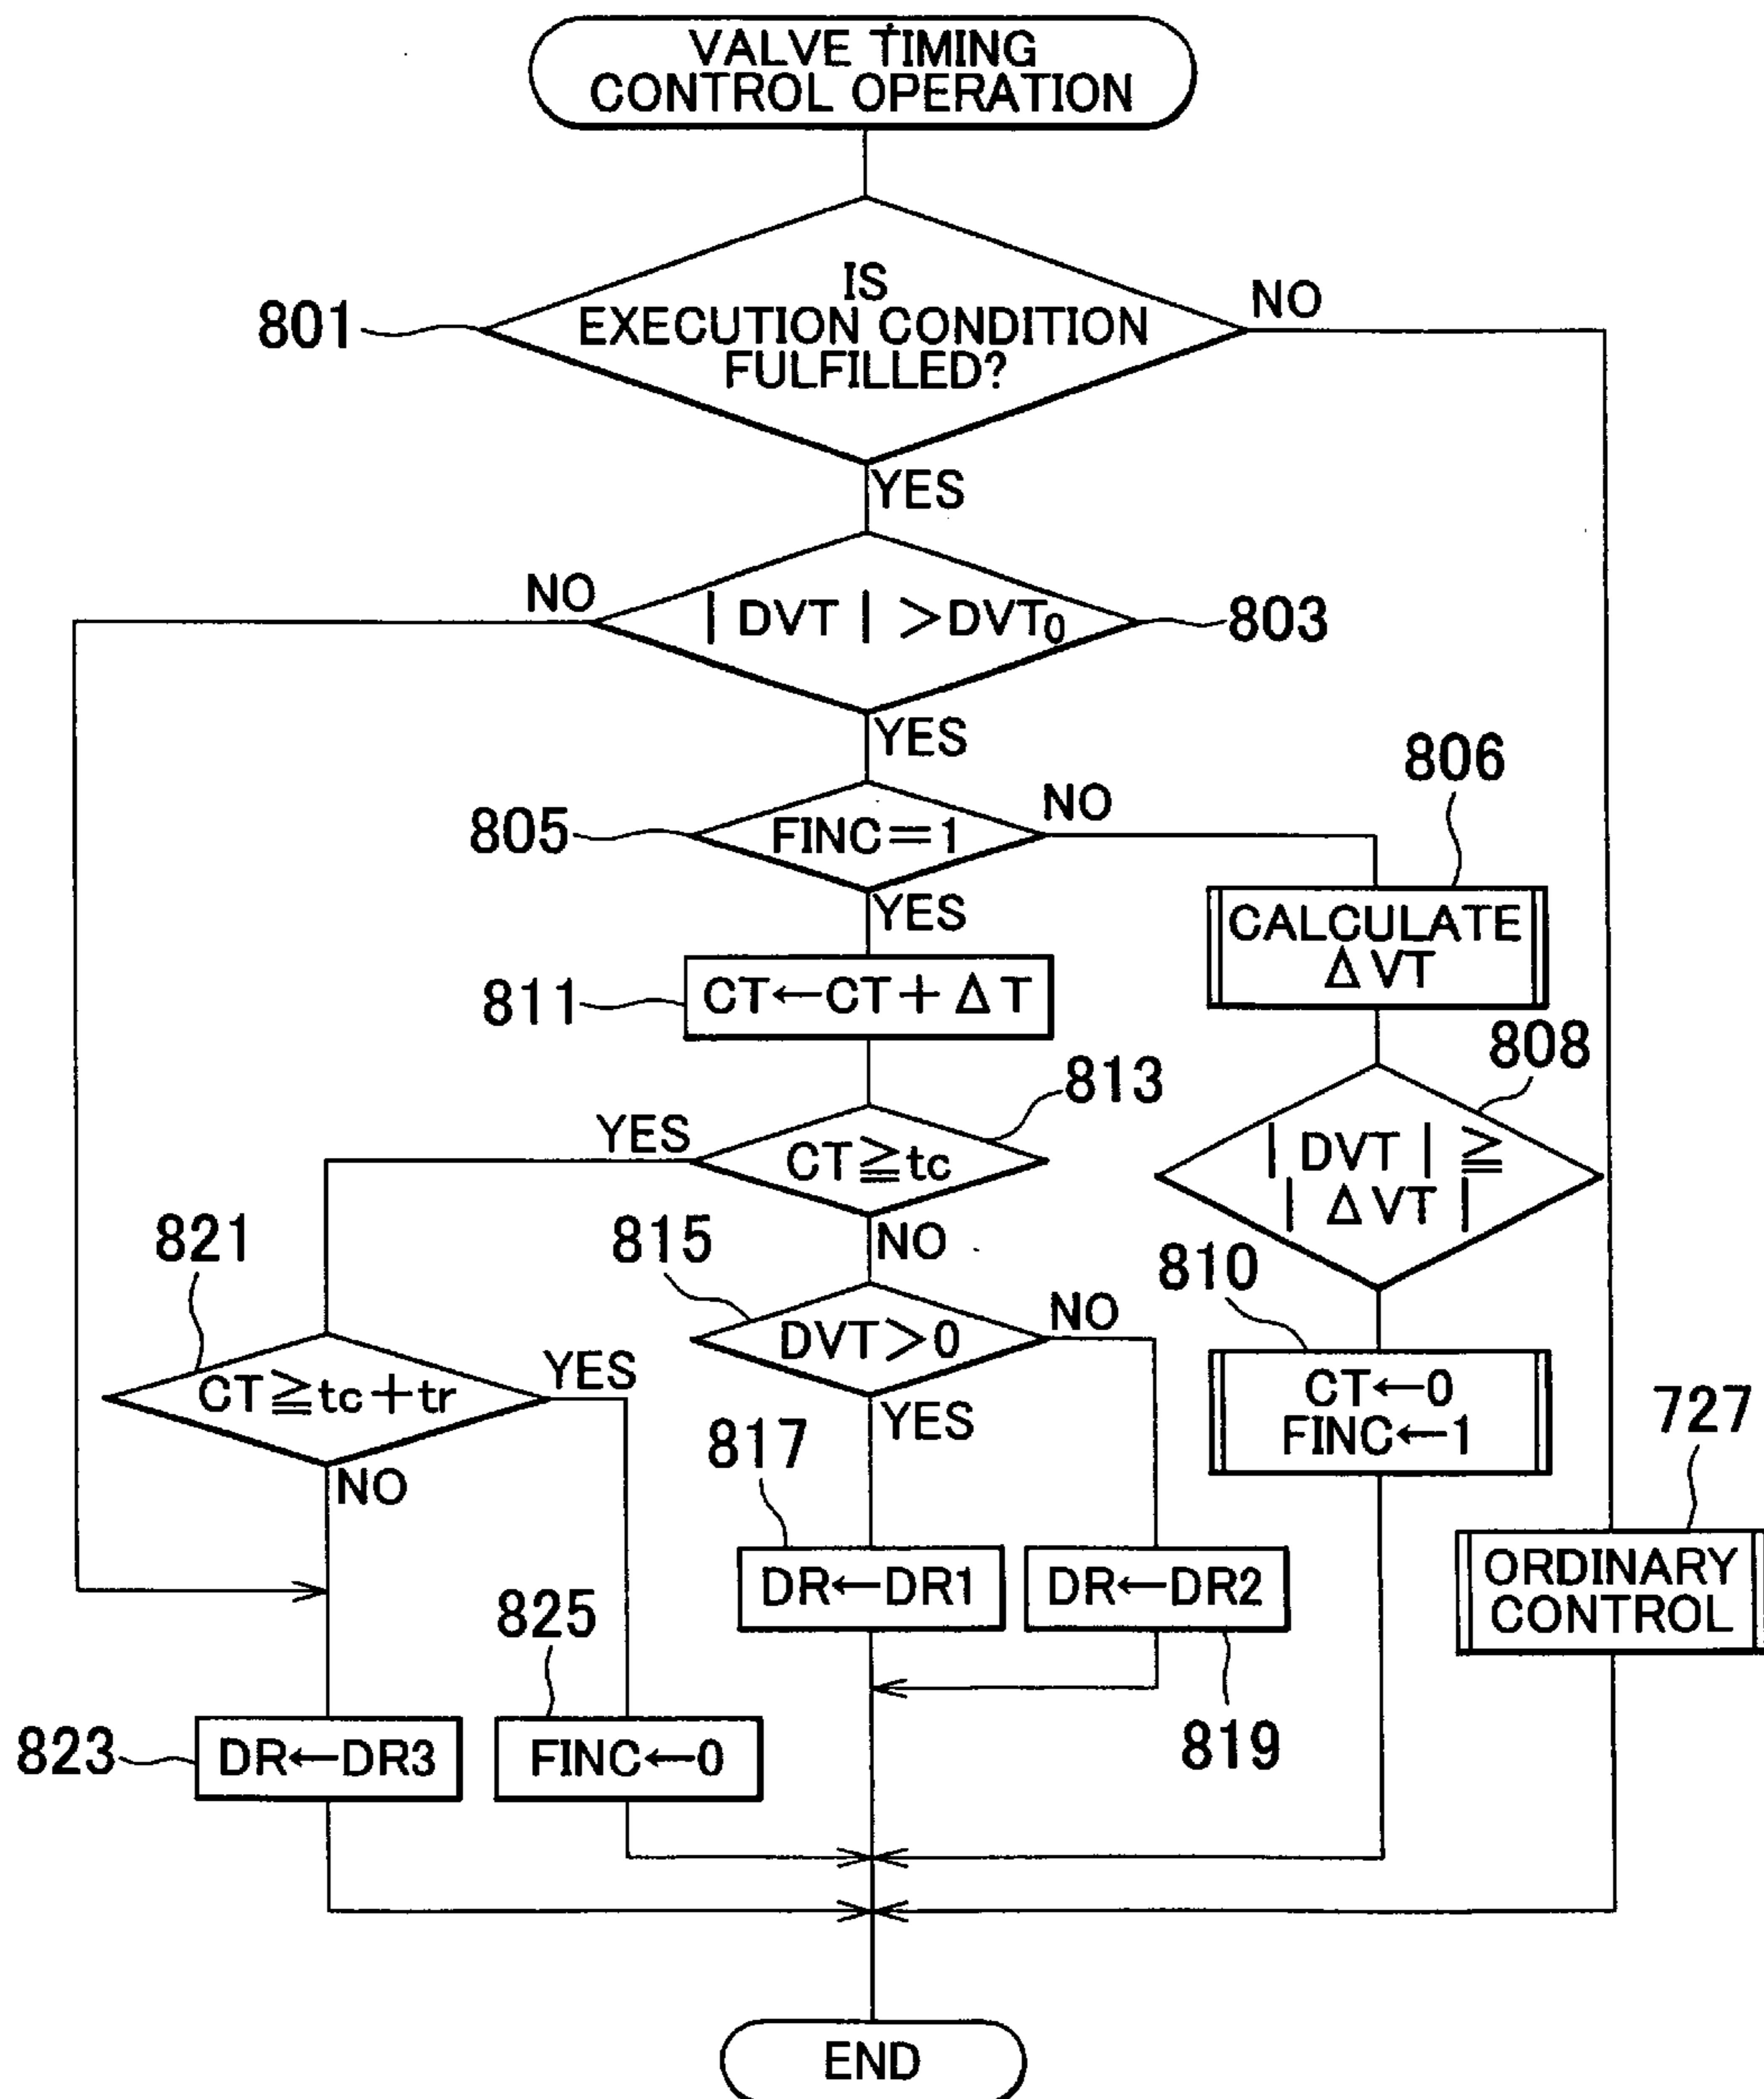 VALVE TIMING
CONTROL OPERATION
801
IS
EXECUTION CONDITION
FULFILLED?
NO
YES
NO
| DVT | >DVT₀
803
YES
806
805
FINC=1
NO
YES
CALCULATE
Δ VT
811
CT←CT+ΔT
808
813
YES
CT≧tc
| DVT | ≧
| ΔVT |
NO
821
815
810
DVT>0
NO
CT≧tc+tr
YES
CT←0
FINC←1
727
YES
817
NO
DR←DR1
DR←DR2
ORDINARY
CONTROL
825
819
823
DR←DR3
FINC←0
END